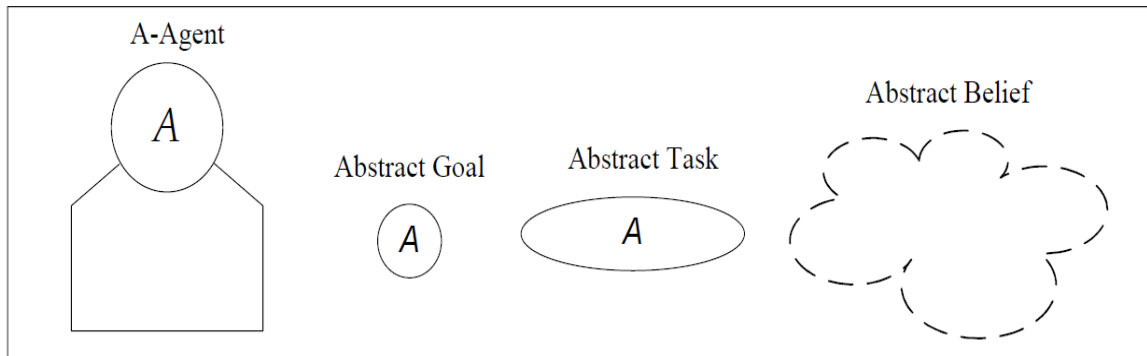 A-Agent
A
Abstract Goal
A
Abstract Task
A
Abstract Belief